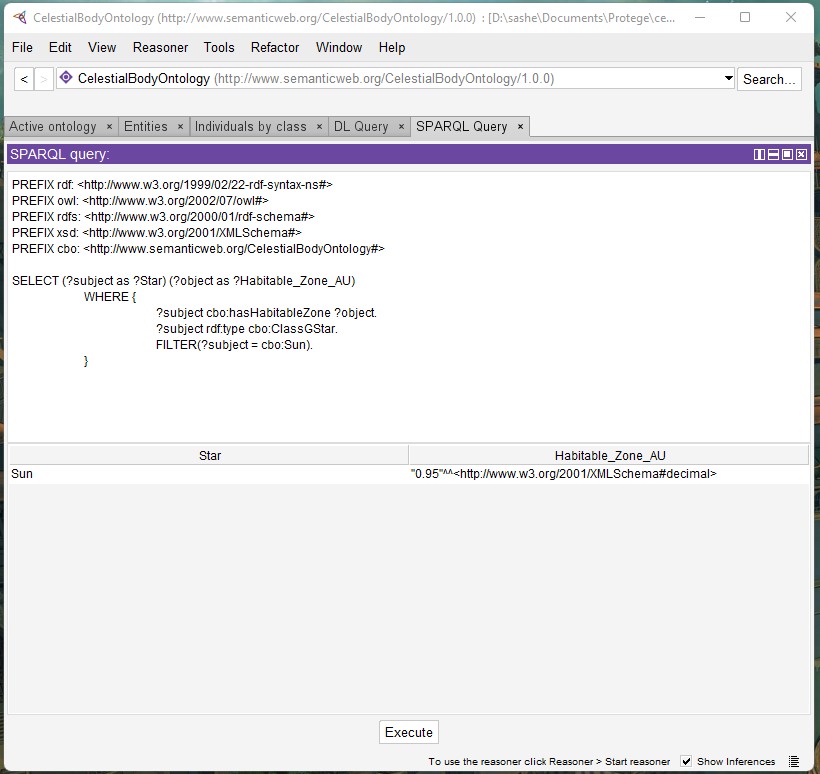 CelestialBodyOntology (http://www.semanticweb.org/CelestialBodyOntology/1.0.0) : [D:\sashe\Documents\Protege\ce...
File Edit View Reasoner Tools Refactor Window Help
< > CelestialBodyOntology (http://www.semanticweb.org/CelestialBodyOntology/1.0.0) Search...
Active ontology × Entities × Individuals by class × DL Query × SPARQL Query ×
SPARQL query:
PREFIX rdf: <http://www.w3.org/1999/02/22-rdf-syntax-ns#>
PREFIX owl: <http://www.w3.org/2002/07/owl#>
PREFIX rdfs: <http://www.w3.org/2000/01/rdf-schema#>
PREFIX xsd: <http://www.w3.org/2001/XMLSchema#>
PREFIX cbo: <http://www.semanticweb.org/CelestialBodyOntology#>
SELECT (?subject as ?Star) (?object as ?Habitable_Zone_AU)
WHERE {
?subject cbo:hasHabitableZone ?object.
?subject rdf:type cbo:ClassGStar.
FILTER(?subject = cbo:Sun).
}
Star Habitable_Zone_AU
Sun "0.95"^^<http://www.w3.org/2001/XMLSchema#decimal>
Execute
To use the reasoner click Reasoner > Start reasoner Show Inferences